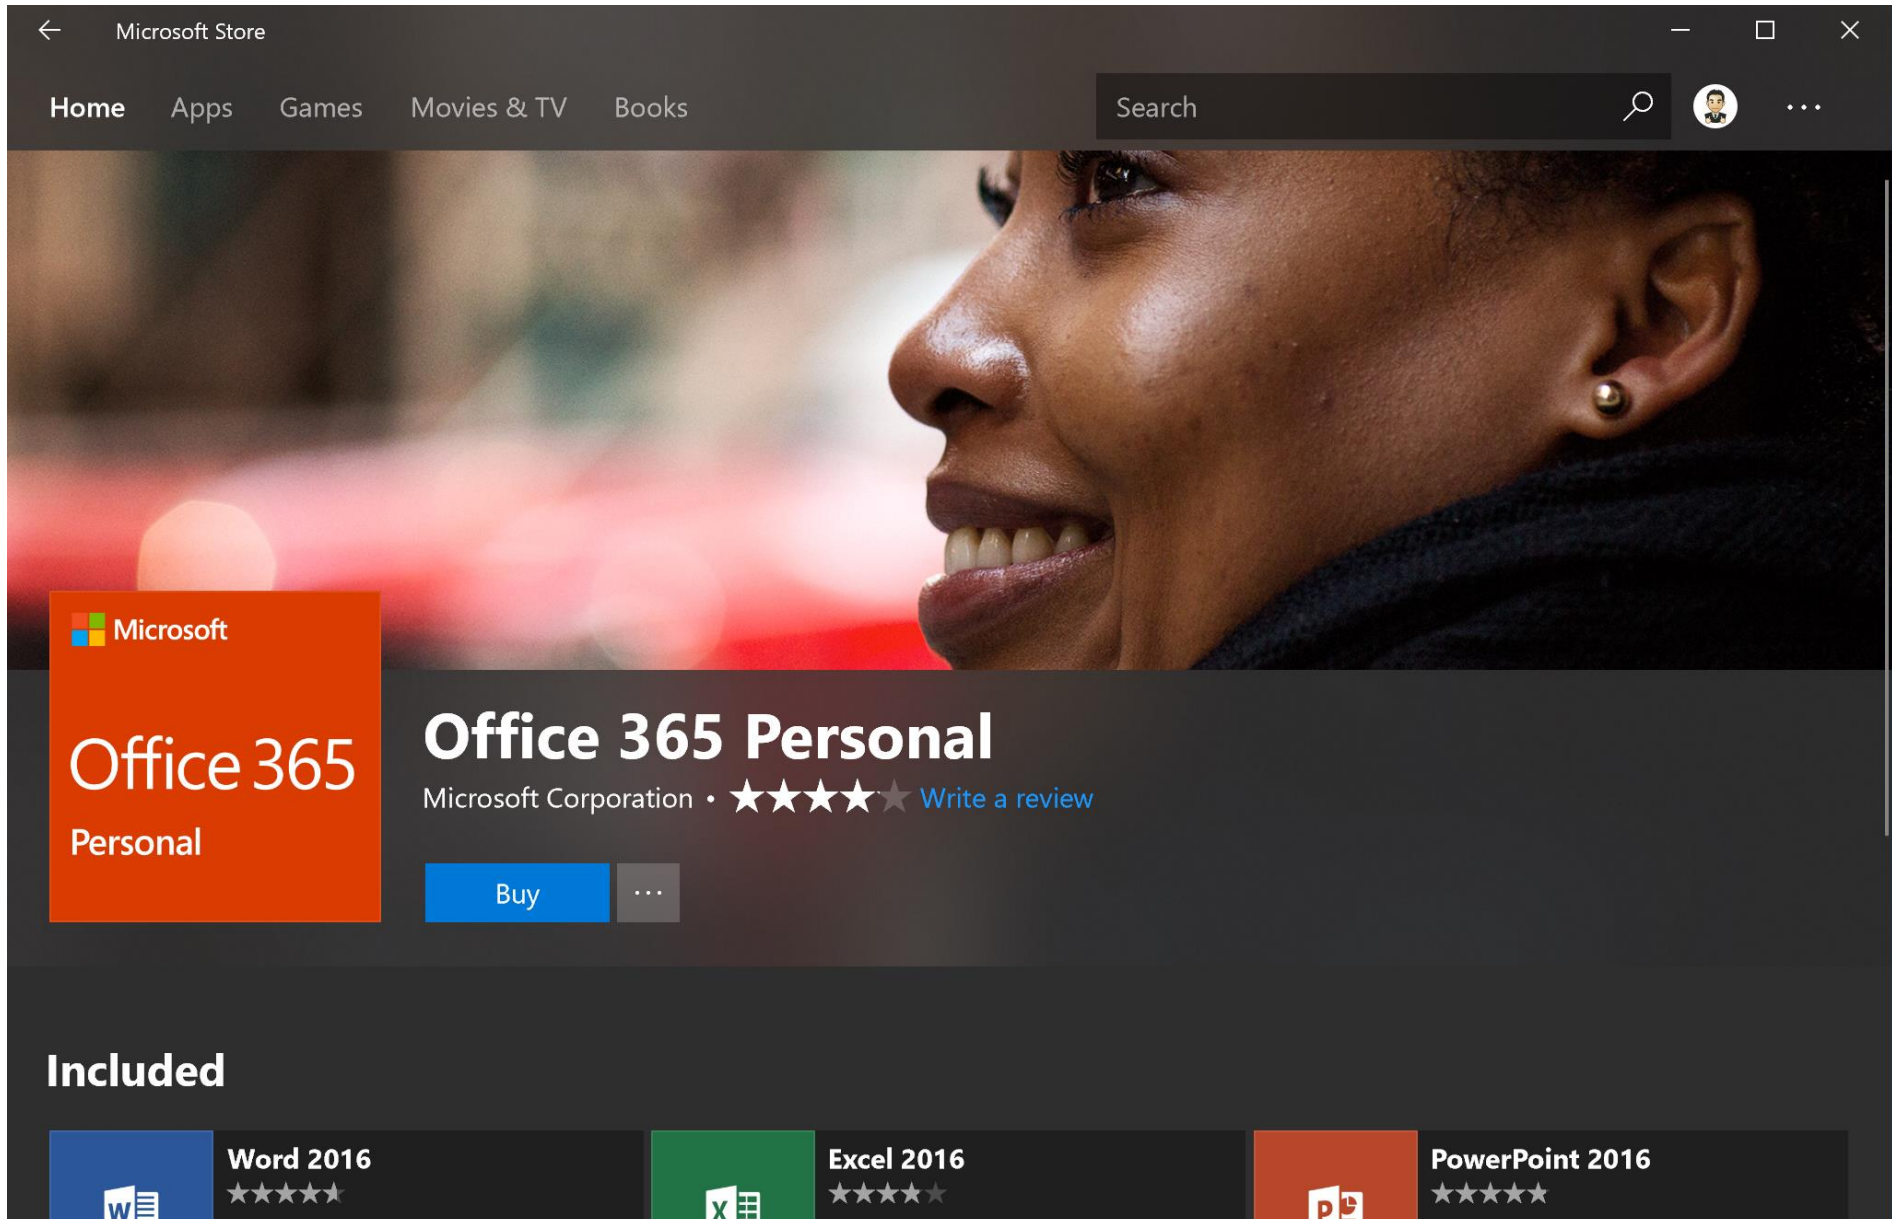 Microsoft Store
Home Apps Games Movies & TV Books Search
Microsoft
Office 365
Personal
Office 365 Personal
Microsoft Corporation • Write a review
Buy ...
Included
Word 2016 Excel 2016 PowerPoint 2016